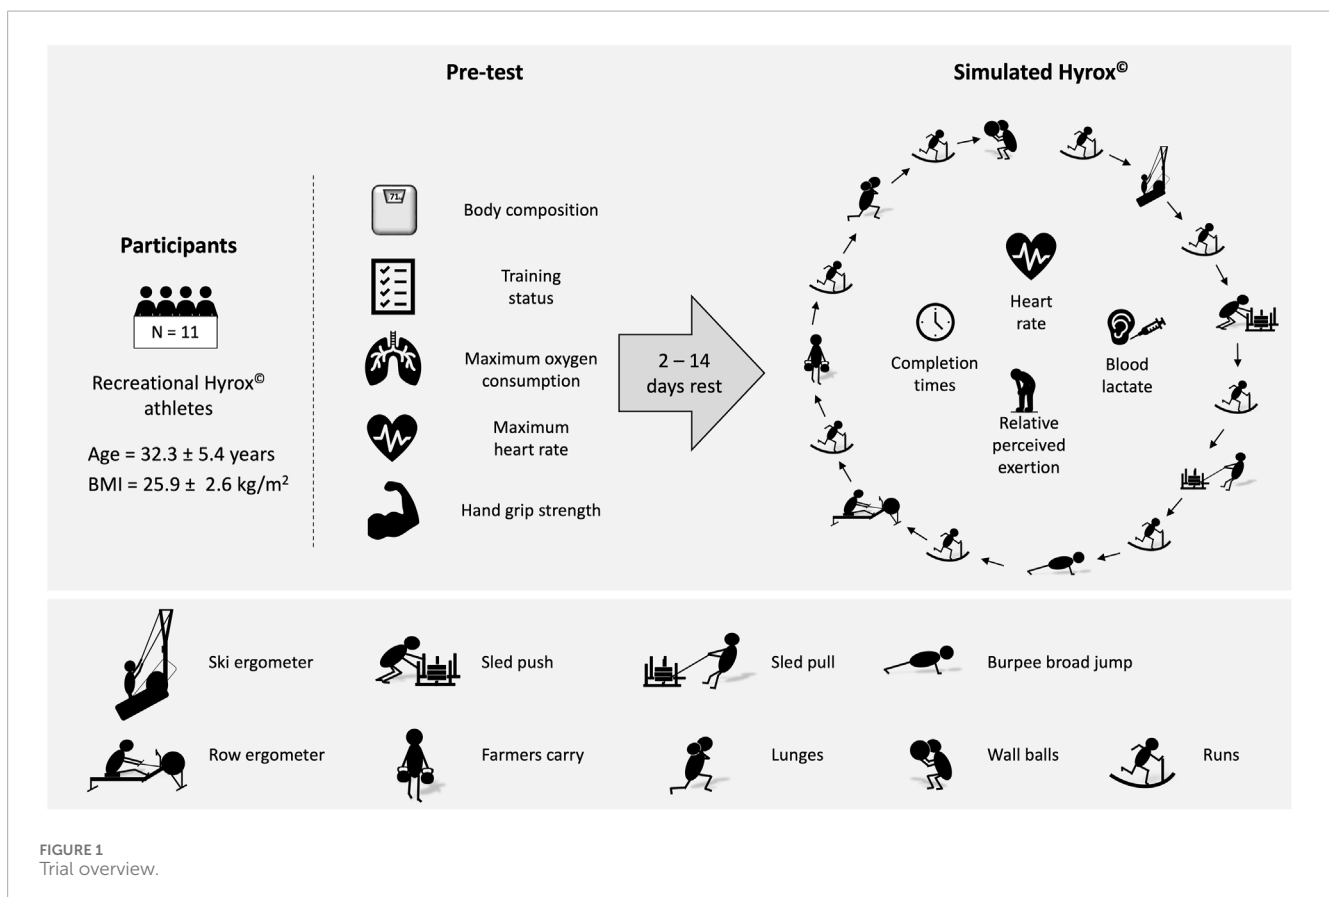 Pre-test
Simulated Hyrox©
Participants
N = 11
Recreational Hyrox©
athletes
Age = 32.3 ± 5.4 years
BMI = 25.9 ± 2.6 kg/m²
71
Body composition
Training
status
Maximum oxygen
consumption
Maximum
heart rate
Hand grip strength
2 – 14
days rest
Heart
rate
Completion
times
Blood
lactate
Relative
perceived
exertion
Ski ergometer
Sled push
Sled pull
Burpee broad jump
Row ergometer
Farmers carry
Lunges
Wall balls
Runs
FIGURE 1
Trial overview.